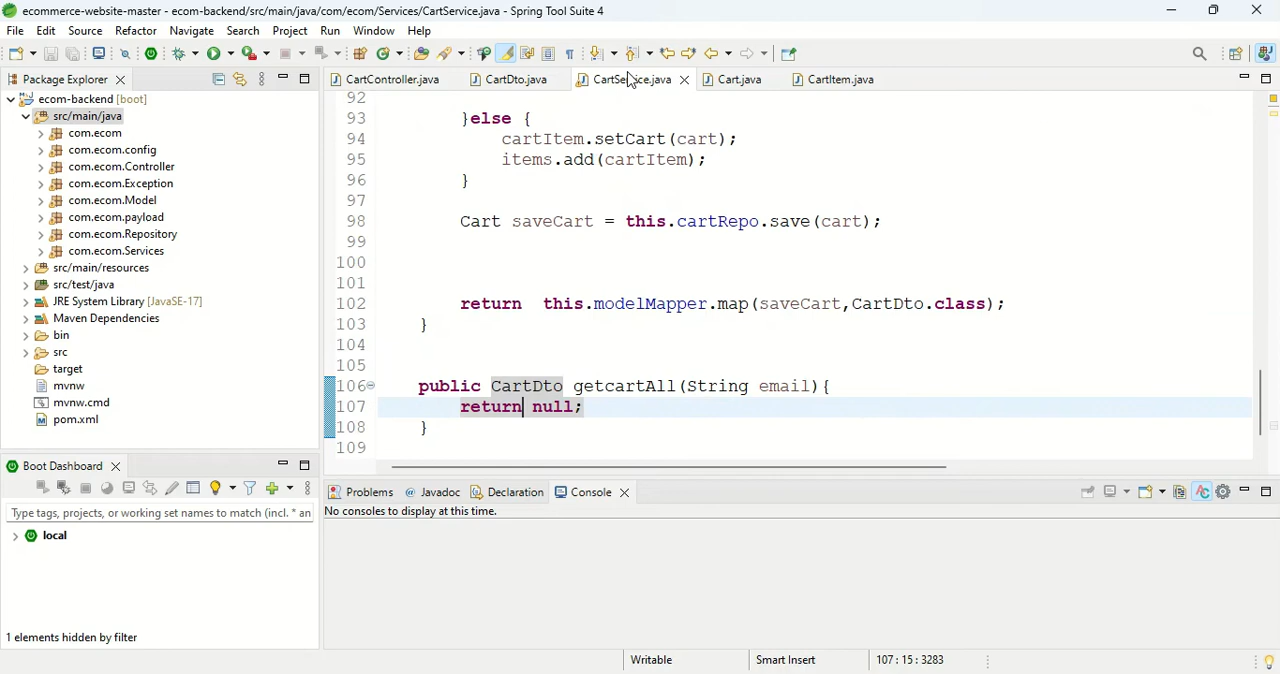 ecommerce-website-master - ecom-backend/src/main/java/com/ecom/Services/CartService.java - Spring Tool Suite 4
File Edit Source Refactor Navigate Search Project Run Window Help
Package Explorer
CartController.java CartDto.java CartService.java Cart.java CartItem.java
ecom-backend [boot]
src/main/java
com.ecom
com.ecom.config
com.ecom.Controller
com.ecom.Exception
com.ecom.Model
com.ecom.payload
com.ecom.Repository
com.ecom.Services
src/main/resources
src/test/java
JRE System Library [JavaSE-17]
Maven Dependencies
bin
src
target
mvnw
mvnw.cmd
pom.xml
92
93 }else {
94 cartItem.setCart(cart);
95 items.add(cartItem);
96 }
97
98 Cart saveCart = this.cartRepo.save(cart);
99
100
101
102 return this.modelMapper.map(saveCart,CartDto.class);
103 }
104
105
106 public CartDto getcartAll(String email){
107 return null;
108 }
109
Boot Dashboard
Type tags, projects, or working set names to match (incl. * an
local
1 elements hidden by filter
Problems Javadoc Declaration Console
No consoles to display at this time.
Writable Smart Insert 107 : 15 : 3283